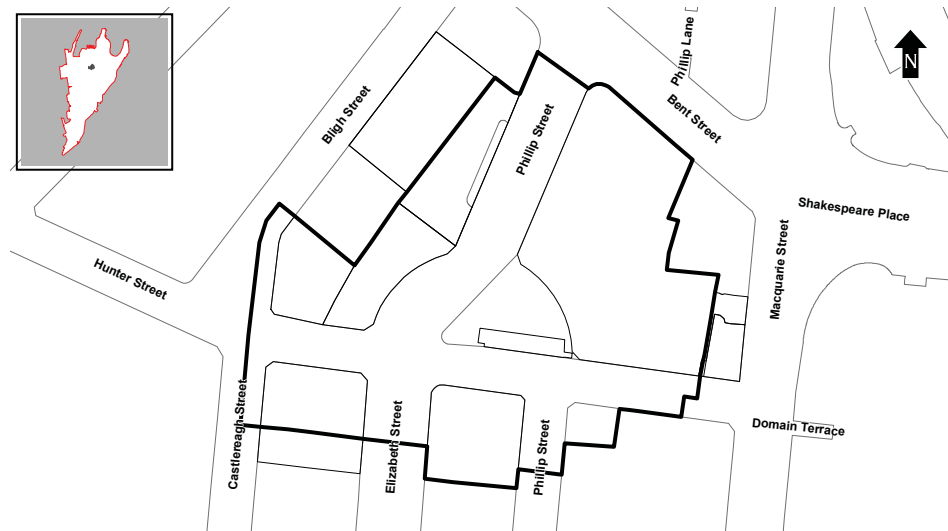 Phillip Lane
N
Bligh Street
Bent Street
Phillip Street
Shakespeare Place
Macquarie Street
Hunter Street
Castlereagh Street
Elizabeth Street
Phillip Street
Domain Terrace